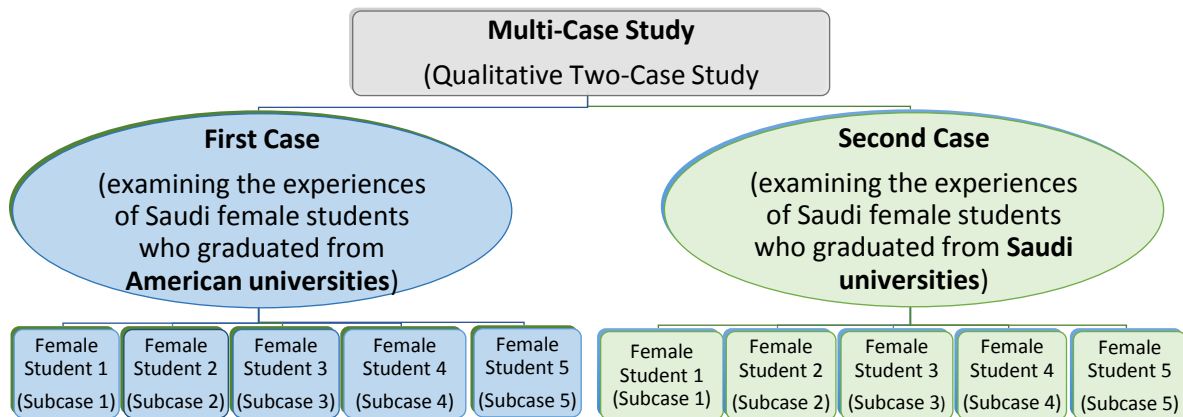 Multi-Case Study
(Qualitative Two-Case Study
First Case
(examining the experiences
of Saudi female students
who graduated from
American universities)
Second Case
(examining the experiences
of Saudi female students
who graduated from Saudi
universities)
Female
Student 1
(Subcase 1)
Female
Student 2
(Subcase 2)
Female
Student 3
(Subcase 3)
Female
Student 4
(Subcase 4)
Female
Student 5
(Subcase 5)
Female
Student 1
(Subcase 1)
Female
Student 2
(Subcase 2)
Female
Student 3
(Subcase 3)
Female
Student 4
(Subcase 4)
Female
Student 5
(Subcase 5)